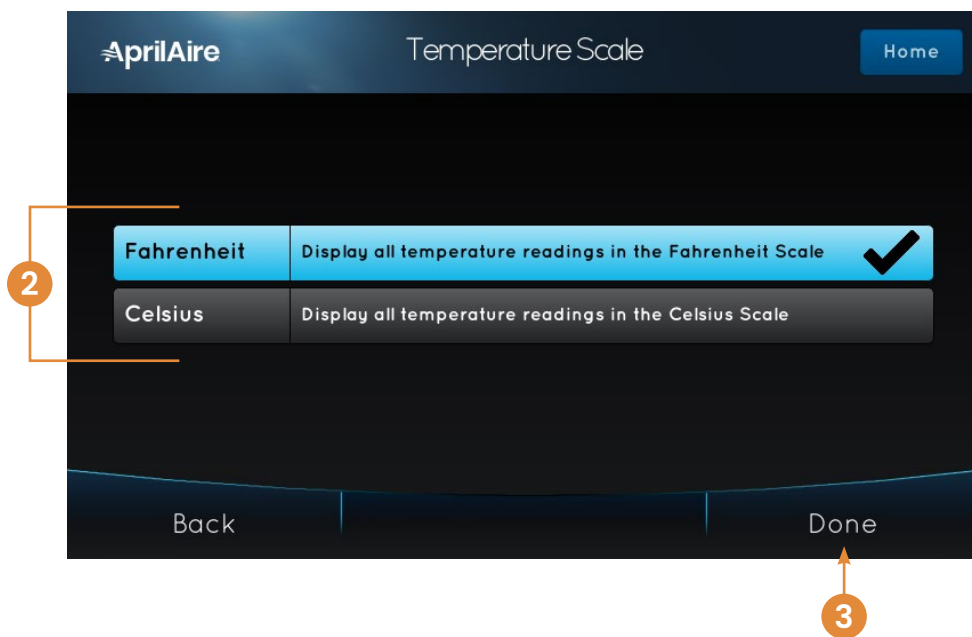 AprilAire
Temperature Scale
Home
2
Fahrenheit
Display all temperature readings in the Fahrenheit Scale
Celsius
Display all temperature readings in the Celsius Scale
Back
Done
3